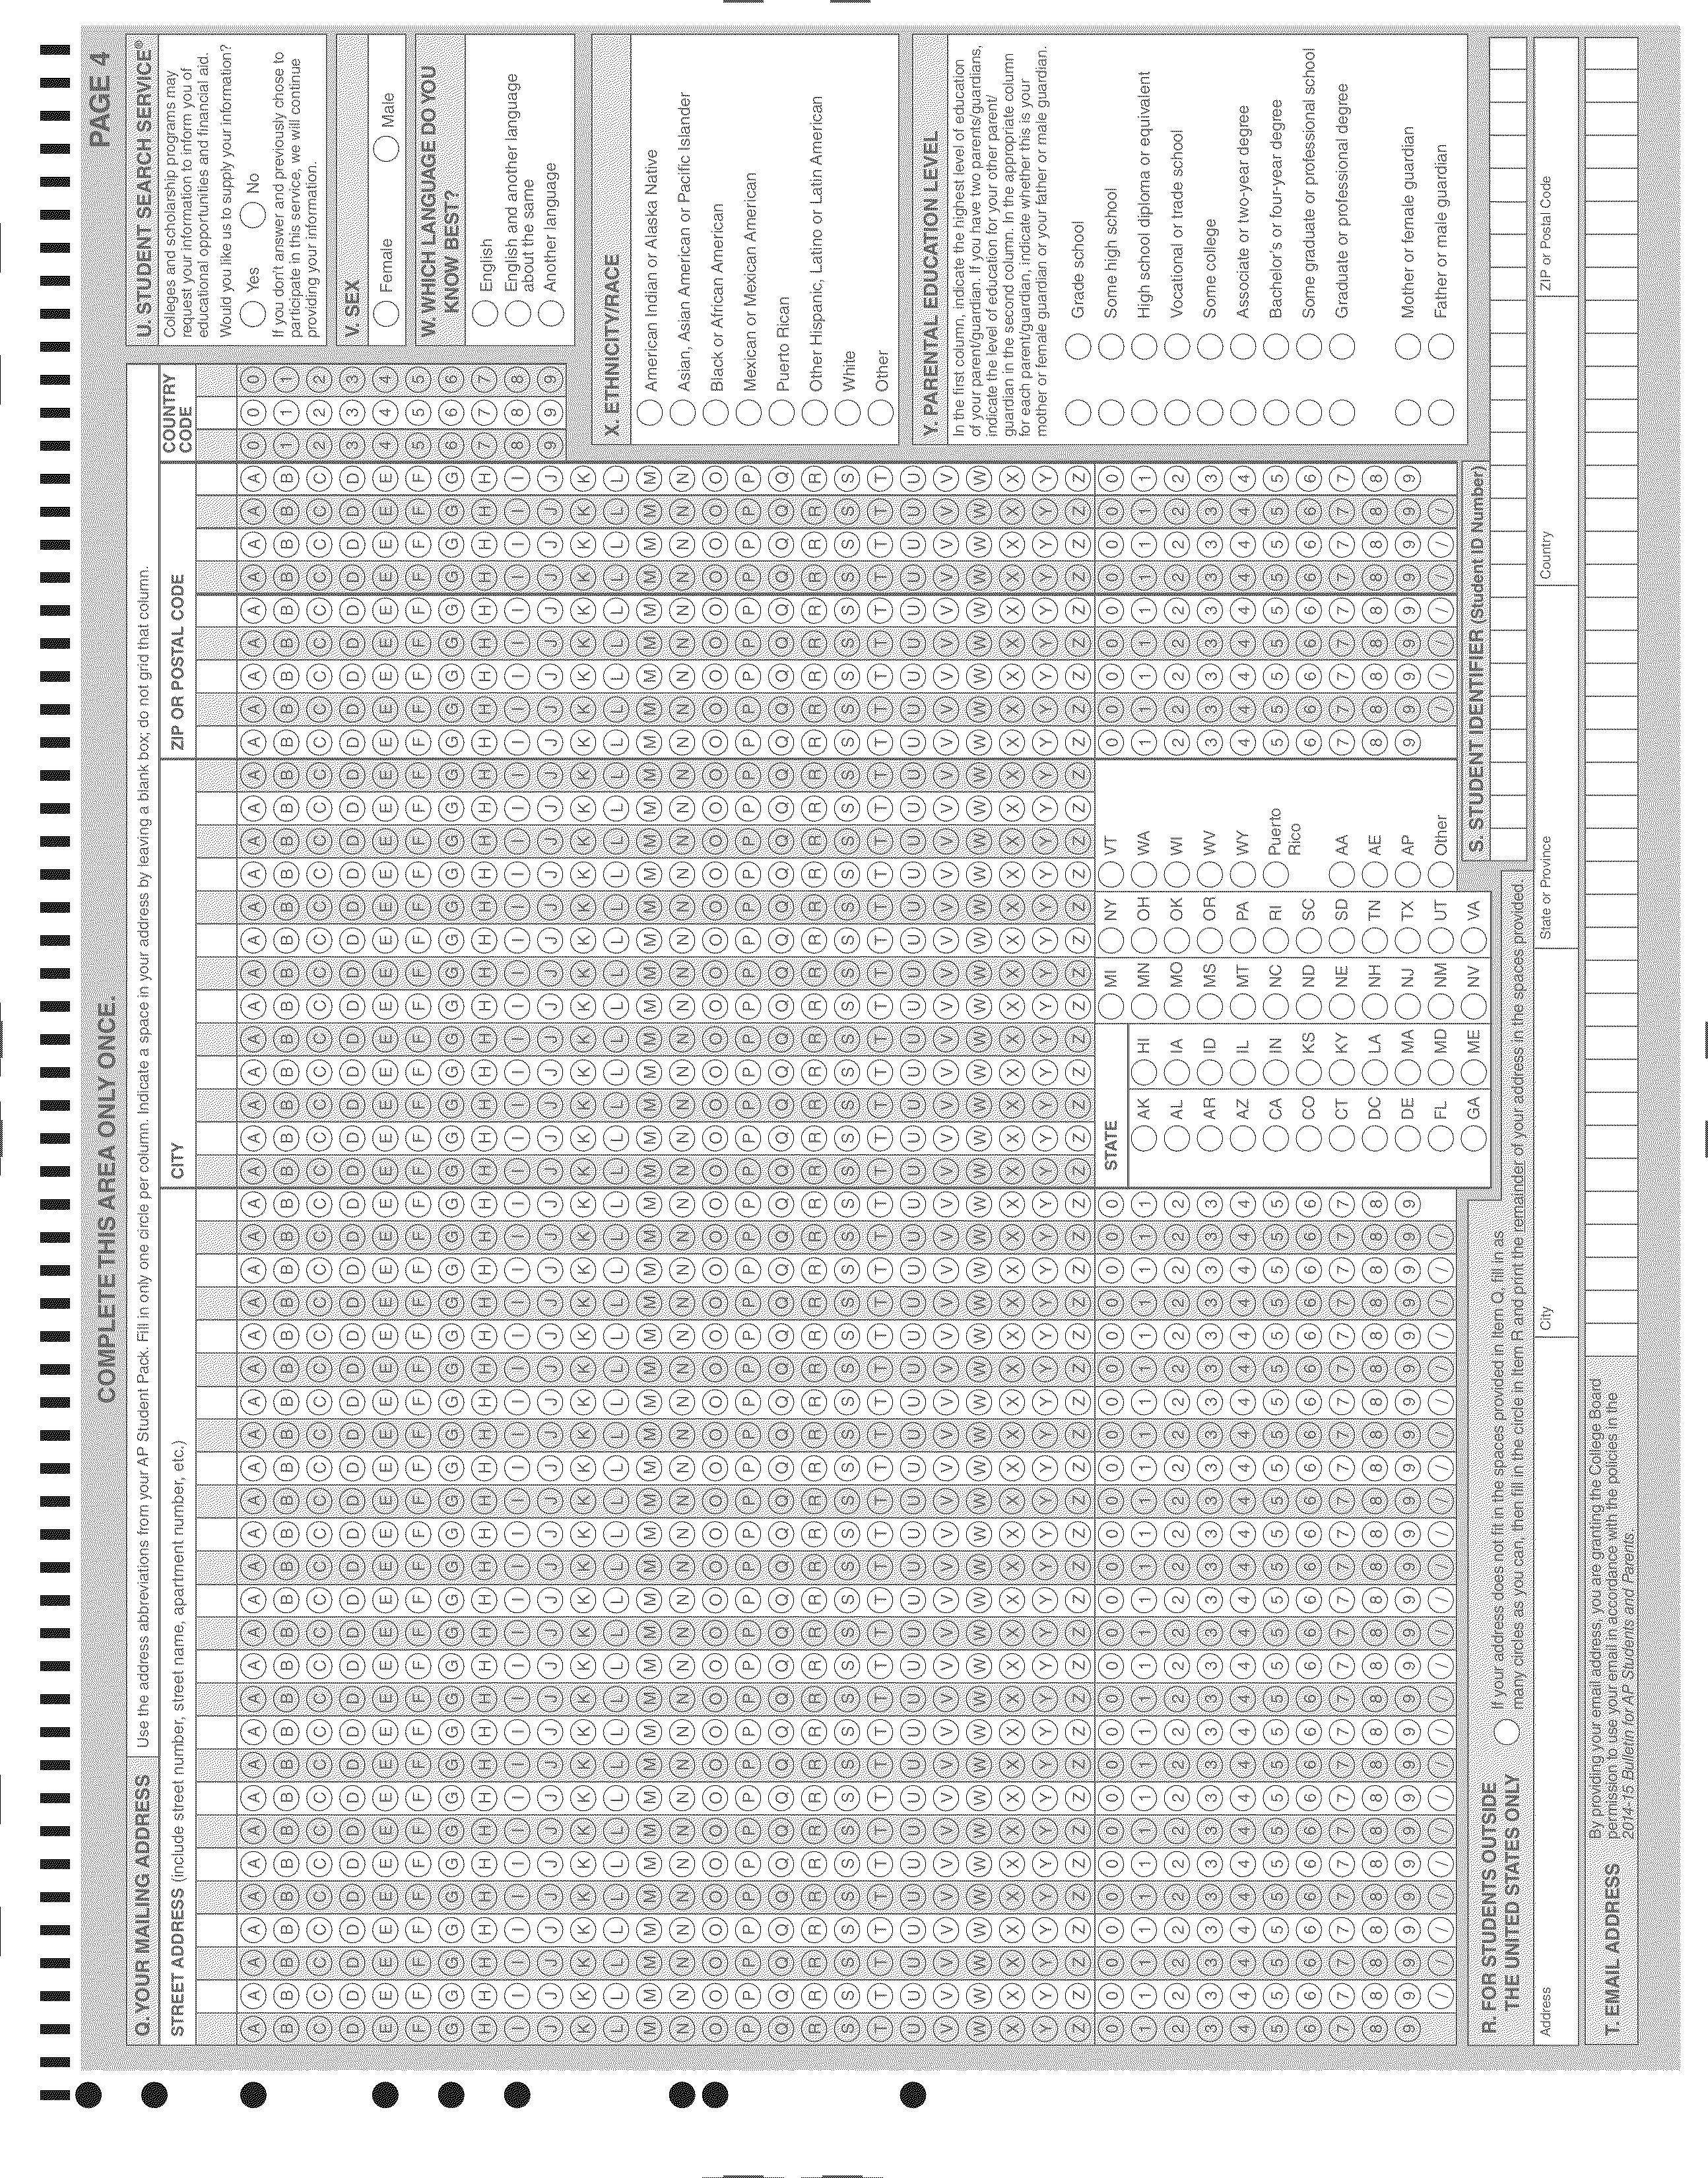 COMPLETE THIS AREA ONLY ONCE.
PAGE 4
Q. YOUR MAILING ADDRESS
Use the address abbreviations from your AP Student Pack. Fill in only one circle per column. Indicate a space in your address by leaving a blank box; do not grid that column.
STREET ADDRESS (include street number, street name, apartment number, etc.)
CITY
ZIP OR POSTAL CODE
COUNTRY
CODE
A B C D E F G H I J K L M N O P Q R S T U V W X Y Z
0 1 2 3 4 5 6 7 8 9 /
STATE
AK HI MI NY VT
AL IA MN OH WA
AR ID MO OK WI
AZ IL MS OR WV
CA IN MT PA WY
CO KS NC RI Puerto Rico
CT KY ND SC
DC LA NE SD AA
DE MA NH TN AE
FL MD NJ TX AP
GA ME NM UT Other
NV VA
U. STUDENT SEARCH SERVICE®
Colleges and scholarship programs may
request your information to inform you of
educational opportunities and financial aid.
Would you like us to supply your information?
Yes No
If you don't answer and previously chose to
participate in this service, we will continue
providing your information.
V. SEX
Female Male
W. WHICH LANGUAGE DO YOU
KNOW BEST?
English
English and another language
about the same
Another language
X. ETHNICITY/RACE
American Indian or Alaska Native
Asian, Asian American or Pacific Islander
Black or African American
Mexican or Mexican American
Puerto Rican
Other Hispanic, Latino or Latin American
White
Other
Y. PARENTAL EDUCATION LEVEL
In the first column, indicate the highest level of education
of your parent/guardian. If you have two parents/guardians,
indicate the level of education for your other parent/
guardian in the second column. In the appropriate column
for each parent/guardian, indicate whether this is your
mother or female guardian or your father or male guardian.
Grade school
Some high school
High school diploma or equivalent
Vocational or trade school
Some college
Associate or two-year degree
Bachelor's or four-year degree
Some graduate or professional school
Graduate or professional degree
Mother or female guardian
Father or male guardian
R. FOR STUDENTS OUTSIDE
THE UNITED STATES ONLY
If your address does not fit in the spaces provided in Item Q, fill in as
many circles as you can, then fill in the circle in Item R and print the remainder of your address in the spaces provided.
S. STUDENT IDENTIFIER (Student ID Number)
Address
City
State or Province
Country
ZIP or Postal Code
T. EMAIL ADDRESS
By providing your email address, you are granting the College Board
permission to use your email in accordance with the policies in the
2014-15 Bulletin for AP Students and Parents.